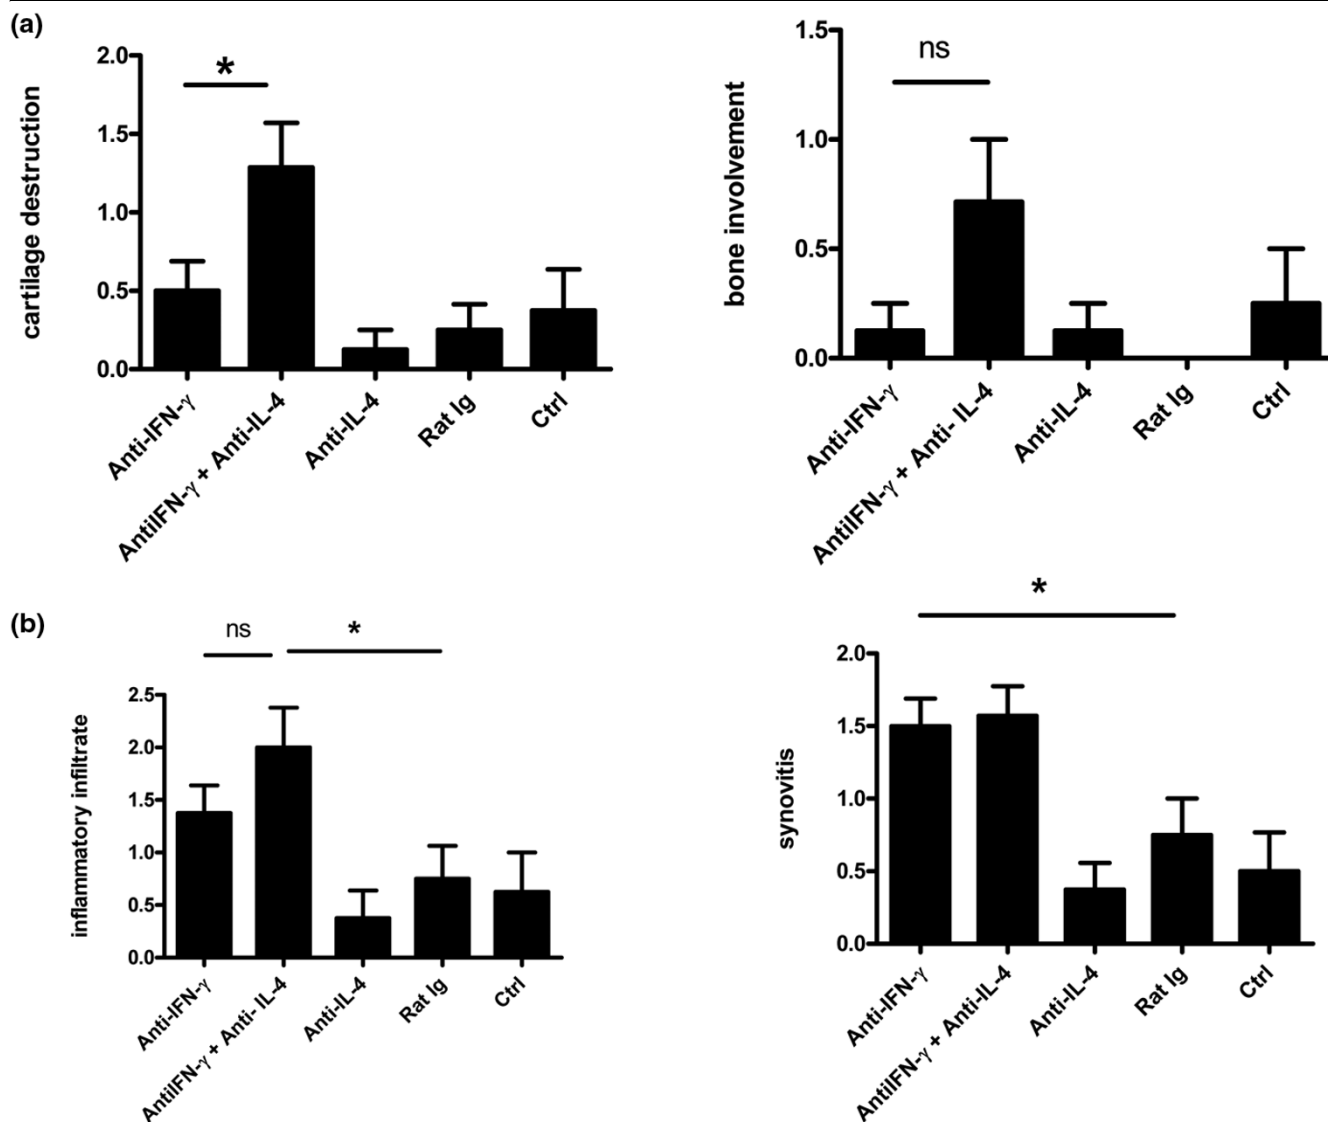 (a)
*
2.0
1.5
1.0
0.5
0.0
cartilage destruction
Anti-IFN-γ
AntiIFN-γ + Anti-IL-4
Anti-IL-4
Rat Ig
Ctrl
ns
1.5
1.0
0.5
0.0
bone involvement
Anti-IFN-γ
AntiIFN-γ + Anti- IL-4
Anti-IL-4
Rat Ig
Ctrl
(b)
ns
*
2.5
2.0
1.5
1.0
0.5
0.0
inflammatory infiltrate
Anti-IFN-γ
AntiIFN-γ + Anti- IL-4
Anti-IL-4
Rat Ig
Ctrl
*
2.0
1.5
1.0
0.5
0.0
synovitis
Anti-IFN-γ
AntiIFN-γ + Anti-IL-4
Anti-IL-4
Rat Ig
Ctrl